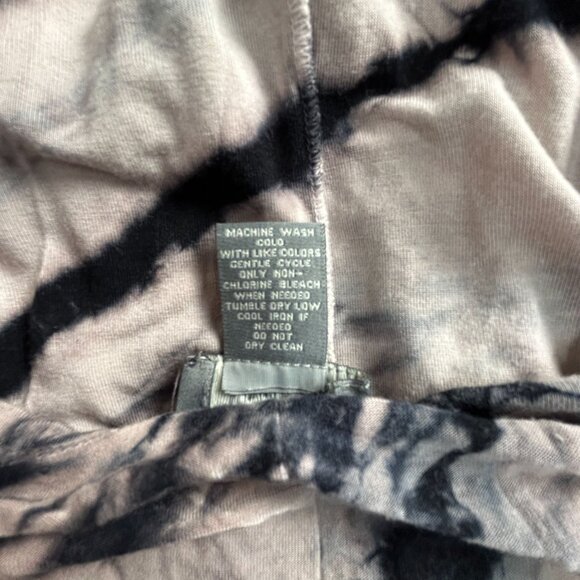 MACHINE WASH
COLD
WITH LIKE COLORS
GENTLE CYCLE
ONLY NON-
CHLORINE BLEACH
WHEN NEEDED
TUMBLE DRY LOW
COOL IRON IF
NEEDED
DO NOT
DRY CLEAN